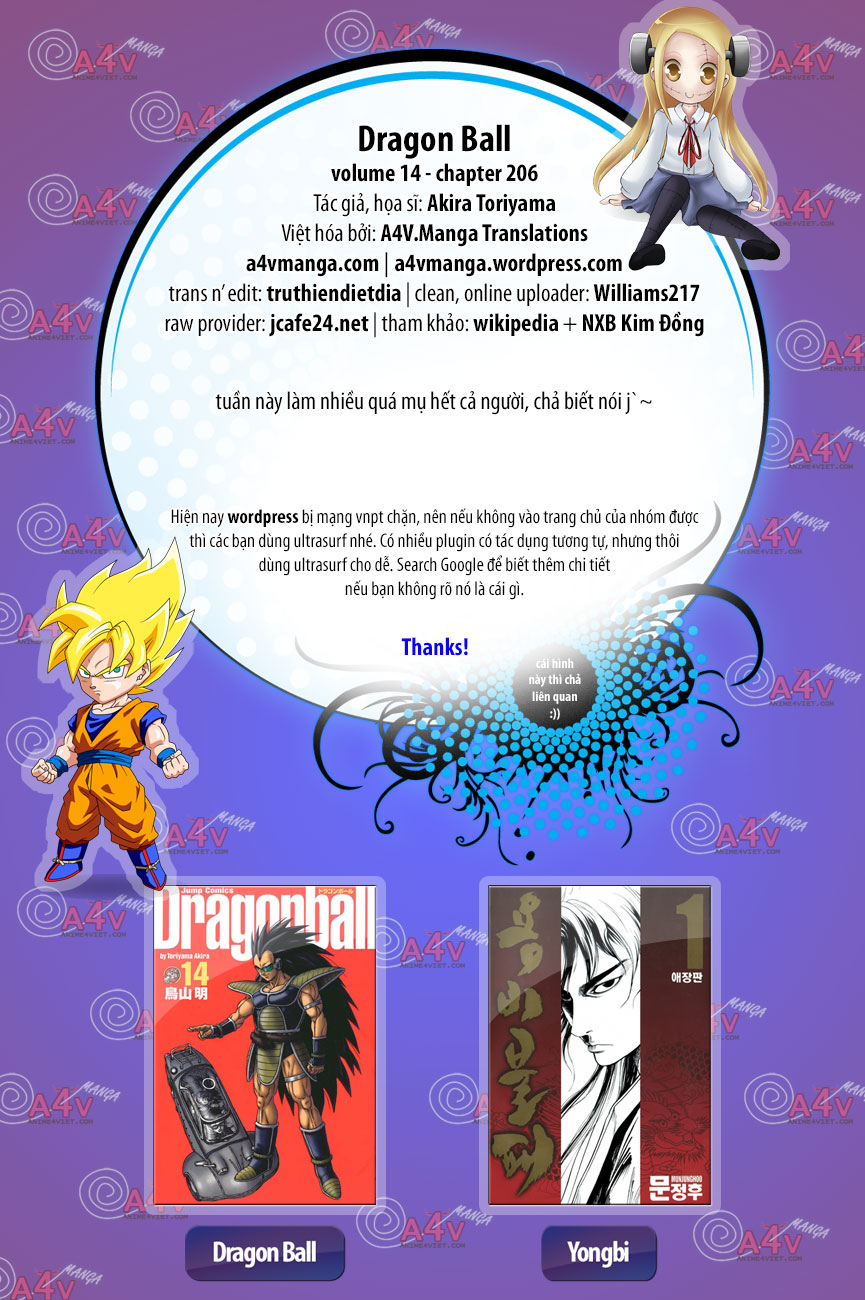 Dragon Ball
volume 14 - chapter 206
Tác giả, họa sĩ: Akira Toriyama
Việt hóa bởi: A4V.Manga Translations
a4vmanga.com | a4vmanga.wordpress.com
trans n' edit: truthiendietdia | clean, online uploader: Williams217
raw provider: jcafe24.net | tham khảo: wikipedia + NXB Kim Đồng
tuần này làm nhiều quá mụ hết cả người, chả biết nói j`~
Hiện nay wordpress bị mạng vnpt chặn, nên nếu không vào trang chủ của nhóm được
thì các bạn dùng ultrasurf nhé. Có nhiều plugin có tác dụng tương tự, nhưng thôi
dùng ultrasurf cho dễ. Search Google để biết thêm chi tiết
nếu bạn không rõ nó là cái gì.
Thanks!
cái hình
này thì chả
liên quan
:))
Jump Comics
ドラゴンボール
Dragonball
by Toriyama Akira
14
鳥山明
용비불패
1
애장판
MUNJUNGHOO
문정후
Dragon Ball
Yongbi
A4V
MANGA
ANIME4VIET.COM